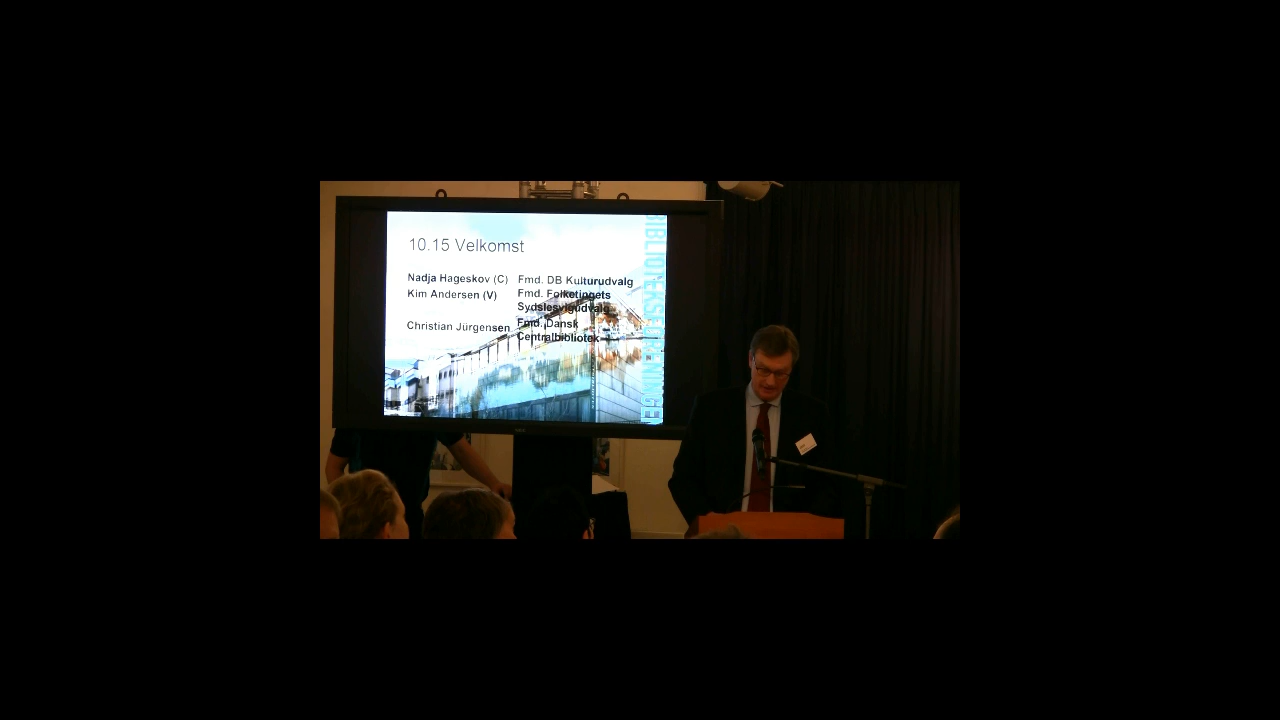 10.15 Velkomst
Nadja Hageskov (C) Fmd. DB Kulturudvalg
Kim Andersen (V) Fmd. Folketingets
Sydslesvigudvalg
Christian Jürgensen Fmd. Dansk
Centralbibliotek